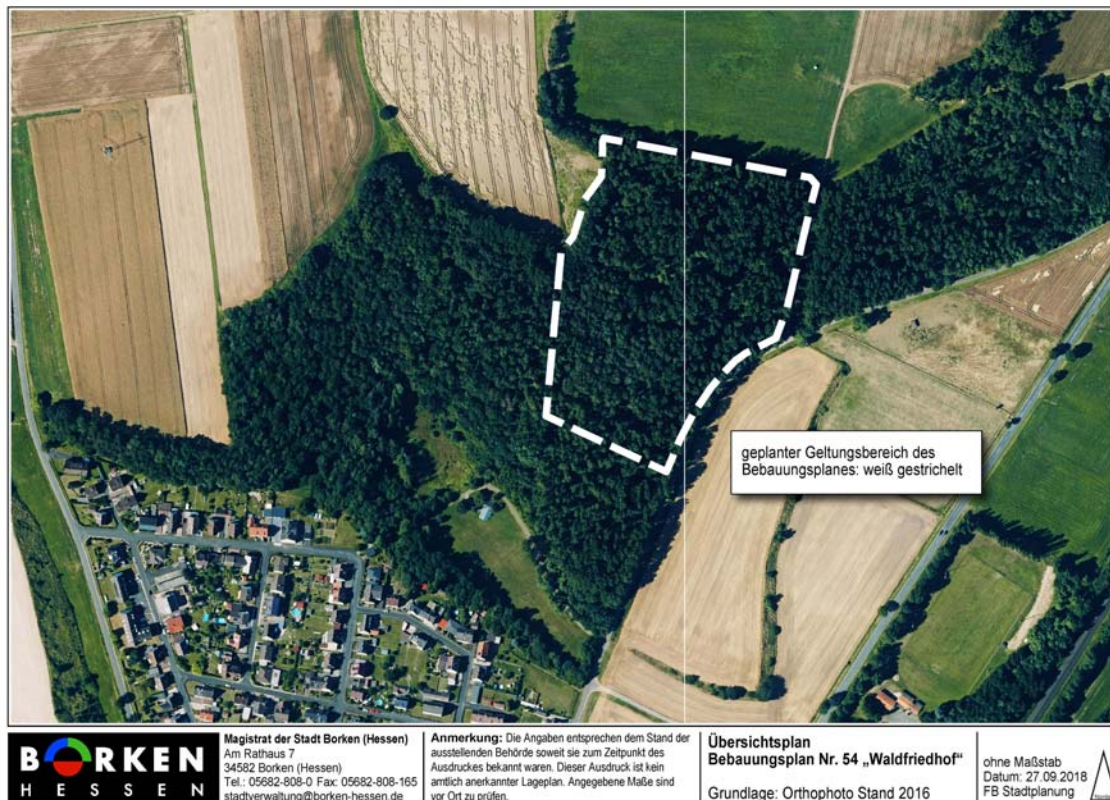 geplanter Geltungsbereich des
Bebauungsplanes: weiß gestrichelt
BORKEN
HESSEN
Magistrat der Stadt Borken (Hessen)
Am Rathaus 7
34582 Borken (Hessen)
Tel.: 05682-808-0 Fax: 05682-808-165
stadtverwaltung@borken-hessen.de
Anmerkung: Die Angaben entsprechen dem Stand der
ausstellenden Behörde soweit sie zum Zeitpunkt des
Ausdruckes bekannt waren. Dieser Ausdruck ist kein
amtlich anerkannter Lageplan. Angegebene Maße sind
vor Ort zu prüfen.
Übersichtsplan
Bebauungsplan Nr. 54 „Waldfriedhof“
Grundlage: Orthophoto Stand 2016
ohne Maßstab
Datum: 27.09.2018
FB Stadtplanung